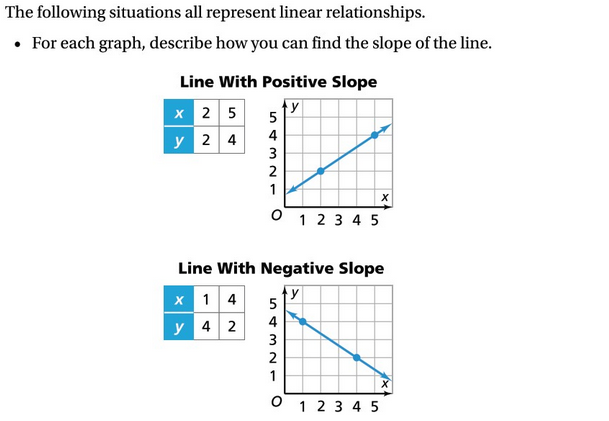 The following situations all represent linear relationships.
• For each graph, describe how you can find the slope of the line.
Line With Positive Slope
x 2 5
y 2 4
y
5
4
3
2
1
x
O 1 2 3 4 5
Line With Negative Slope
x 1 4
y 4 2
y
5
4
3
2
1
x
O 1 2 3 4 5